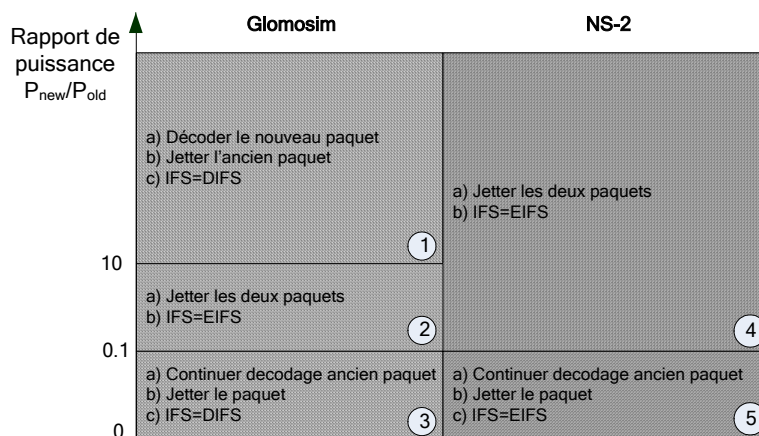 Glomosim
NS-2
Rapport de
puissance
Pnew/Pold
a) Décoder le nouveau paquet
b) Jetter l'ancien paquet
c) IFS=DIFS
1
a) Jetter les deux paquets
b) IFS=EIFS
4
10
a) Jetter les deux paquets
b) IFS=EIFS
2
0.1
a) Continuer decodage ancien paquet
b) Jetter le paquet
c) IFS=DIFS
3
a) Continuer decodage ancien paquet
b) Jetter le paquet
c) IFS=EIFS
5
0